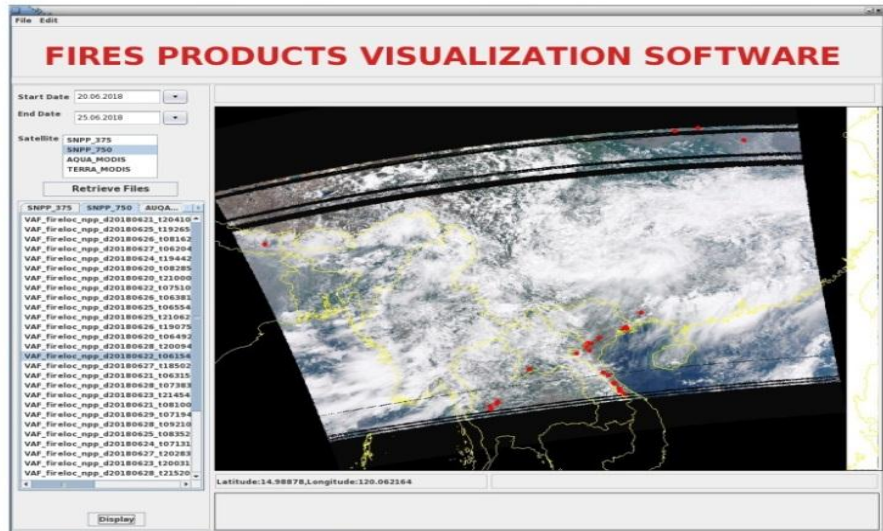 File Edit
FIRES PRODUCTS VISUALIZATION SOFTWARE
Start Date 20.06.2018
End Date 25.06.2018
Satellite SNPP_375
SNPP_750
AQUA_MODIS
TERRA_MODIS
Retrieve Files
SNPP_375 SNPP_750 AUQA...
VAF_fireloc_npp_d20180621_t20410
VAF_fireloc_npp_d20180625_t19265
VAF_fireloc_npp_d20180626_t08162
VAF_fireloc_npp_d20180627_t06204
VAF_fireloc_npp_d20180624_t19442
VAF_fireloc_npp_d20180620_t08285
VAF_fireloc_npp_d20180620_t21000
VAF_fireloc_npp_d20180622_t07510
VAF_fireloc_npp_d20180626_t06381
VAF_fireloc_npp_d20180625_t06554
VAF_fireloc_npp_d20180625_t21062
VAF_fireloc_npp_d20180626_t19075
VAF_fireloc_npp_d20180620_t06492
VAF_fireloc_npp_d20180628_t20094
VAF_fireloc_npp_d20180622_t06154
VAF_fireloc_npp_d20180627_t18502
VAF_fireloc_npp_d20180621_t06315
VAF_fireloc_npp_d20180628_t07383
VAF_fireloc_npp_d20180623_t21454
VAF_fireloc_npp_d20180621_t08100
VAF_fireloc_npp_d20180629_t07194
VAF_fireloc_npp_d20180628_t09210
VAF_fireloc_npp_d20180625_t08352
VAF_fireloc_npp_d20180624_t07131
VAF_fireloc_npp_d20180627_t20283
VAF_fireloc_npp_d20180623_t20031
VAF_fireloc_npp_d20180628_t21520
Latitude:14.98878,Longitude:120.062164
Display